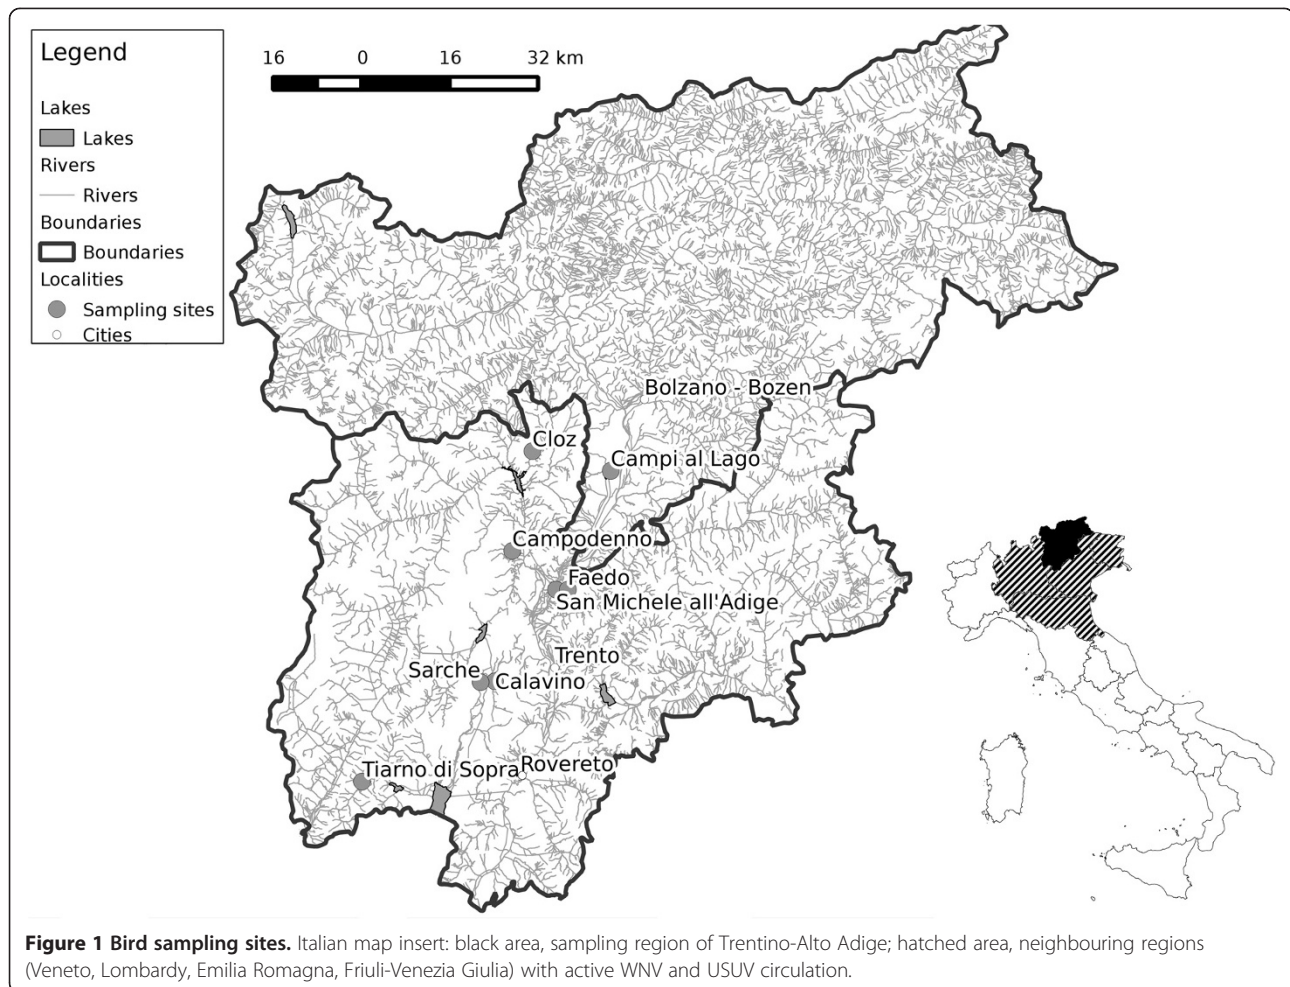 Legend
Lakes
Lakes
Rivers
Rivers
Boundaries
Boundaries
Localities
Sampling sites
Cities
16 0 16 32 km
Bolzano - Bozen
Cloz
Campi al Lago
Campodenno
Faedo
San Michele all'Adige
Trento
Sarche
Calavino
Tiarno di Sopra
Rovereto
Figure 1 Bird sampling sites. Italian map insert: black area, sampling region of Trentino-Alto Adige; hatched area, neighbouring regions
(Veneto, Lombardy, Emilia Romagna, Friuli-Venezia Giulia) with active WNV and USUV circulation.